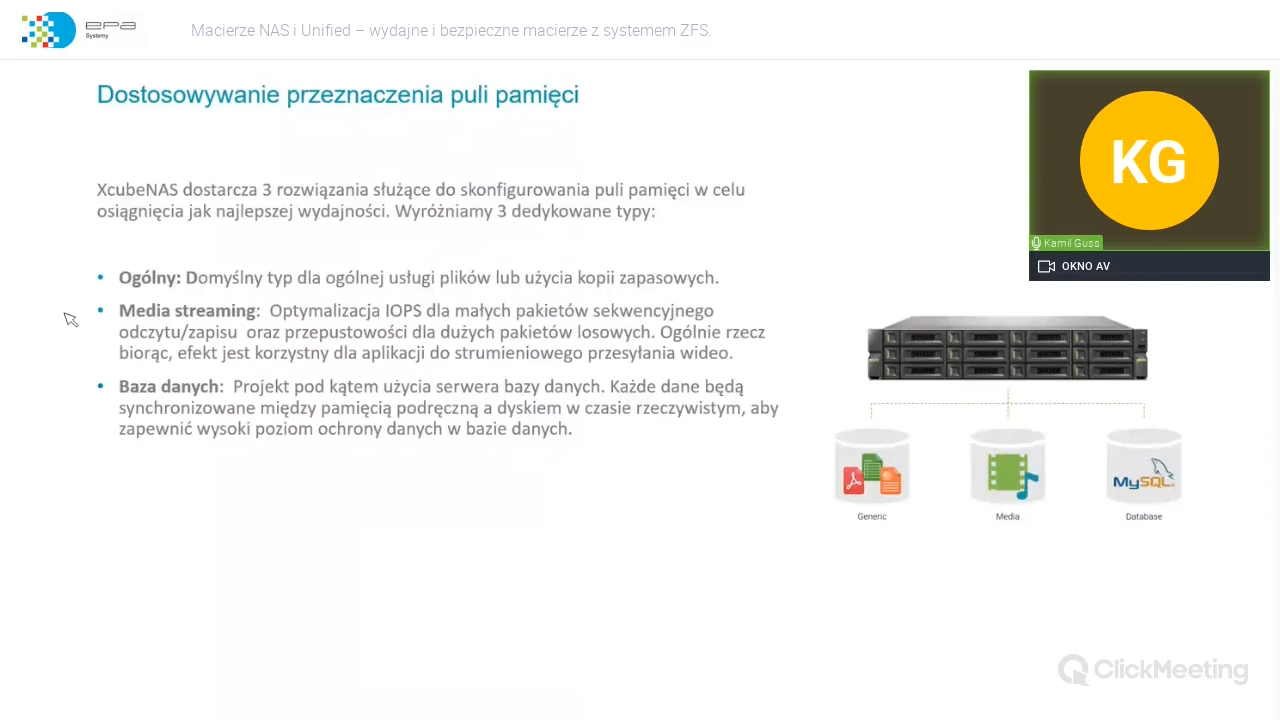 epa
Systemy
Macierze NAS i Unified – wydajne i bezpieczne macierze z systemem ZFS.
Dostosowywanie przeznaczenia puli pamięci
KG
Kamil Guss
OKNO AV
XcubeNAS dostarcza 3 rozwiązania służące do skonfigurowania puli pamięci w celu
osiągnięcia jak najlepszej wydajności. Wyróżniamy 3 dedykowane typy:
• Ogólny: Domyślny typ dla ogólnej usługi plików lub użycia kopii zapasowych.
• Media streaming: Optymalizacja IOPS dla małych pakietów sekwencyjnego
odczytu/zapisu oraz przepustowości dla dużych pakietów losowych. Ogólnie rzecz
biorąc, efekt jest korzystny dla aplikacji do strumieniowego przesyłania wideo.
• Baza danych: Projekt pod kątem użycia serwera bazy danych. Każde dane będą
synchronizowane między pamięcią podręczną a dyskiem w czasie rzeczywistym, aby
zapewnić wysoki poziom ochrony danych w bazie danych.
MySQL
Generic
Media
Database
ClickMeeting